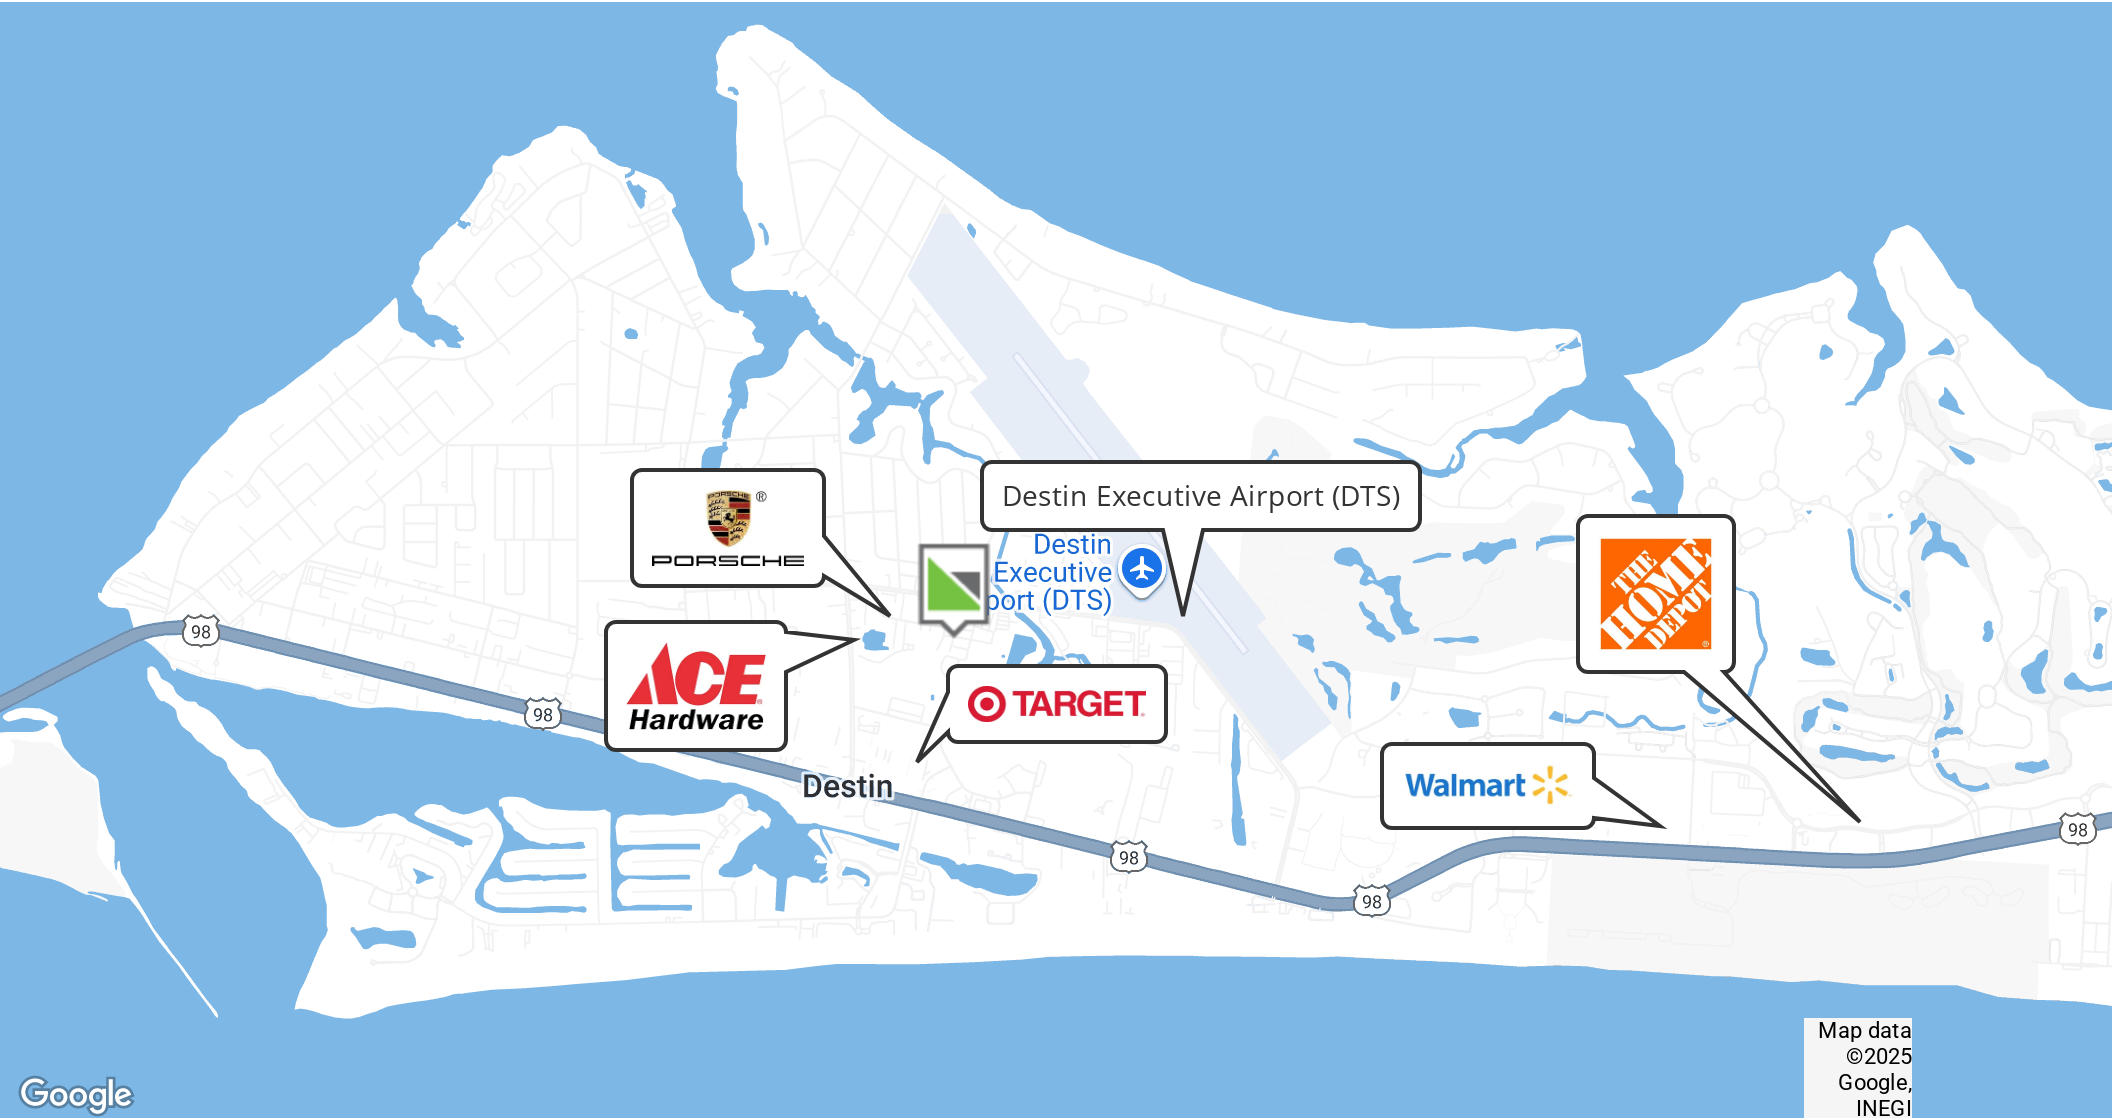 PORSCHE
®
PORSCHE
Destin Executive Airport (DTS)
Destin
Executive
port (DTS)
THE
HOME
DEPOT
®
98
ACE
Hardware
TARGET
98
Walmart
Destin
98
98
98
Map data
©2025
Google,
INEGI
Google